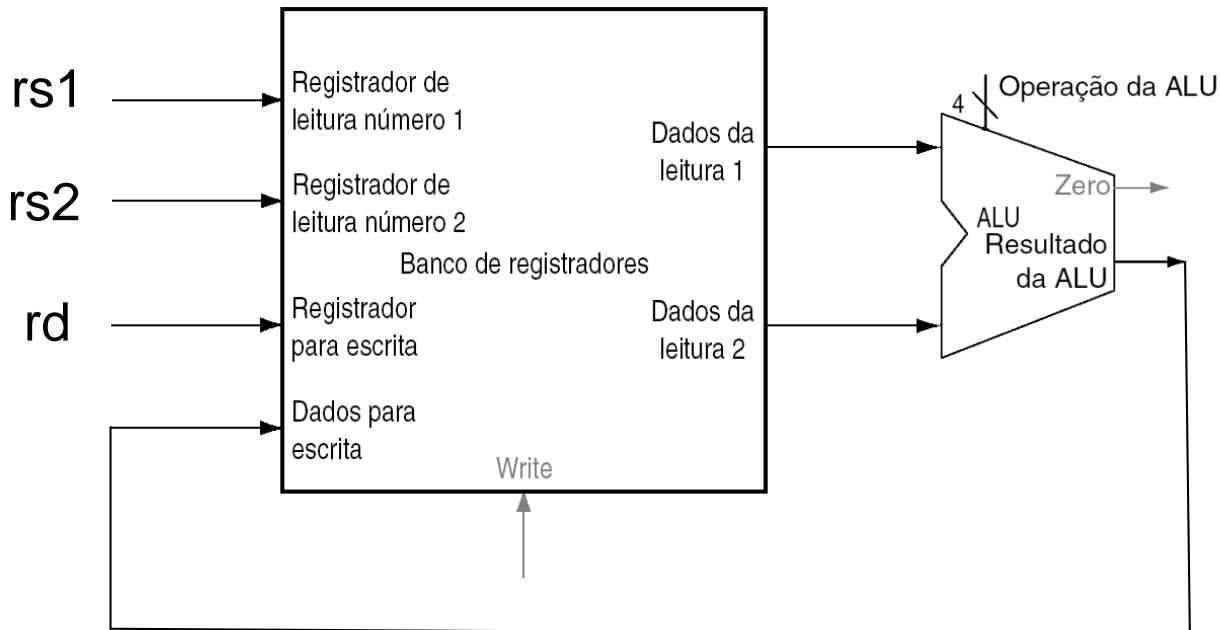 rs1
Registrador de
leitura número 1
rs2
Registrador de
leitura número 2
Banco de registradores
rd
Registrador
para escrita
Dados para
escrita
Write
Dados da
leitura 1
Dados da
leitura 2
4
Operação da ALU
Zero
ALU
Resultado
da ALU